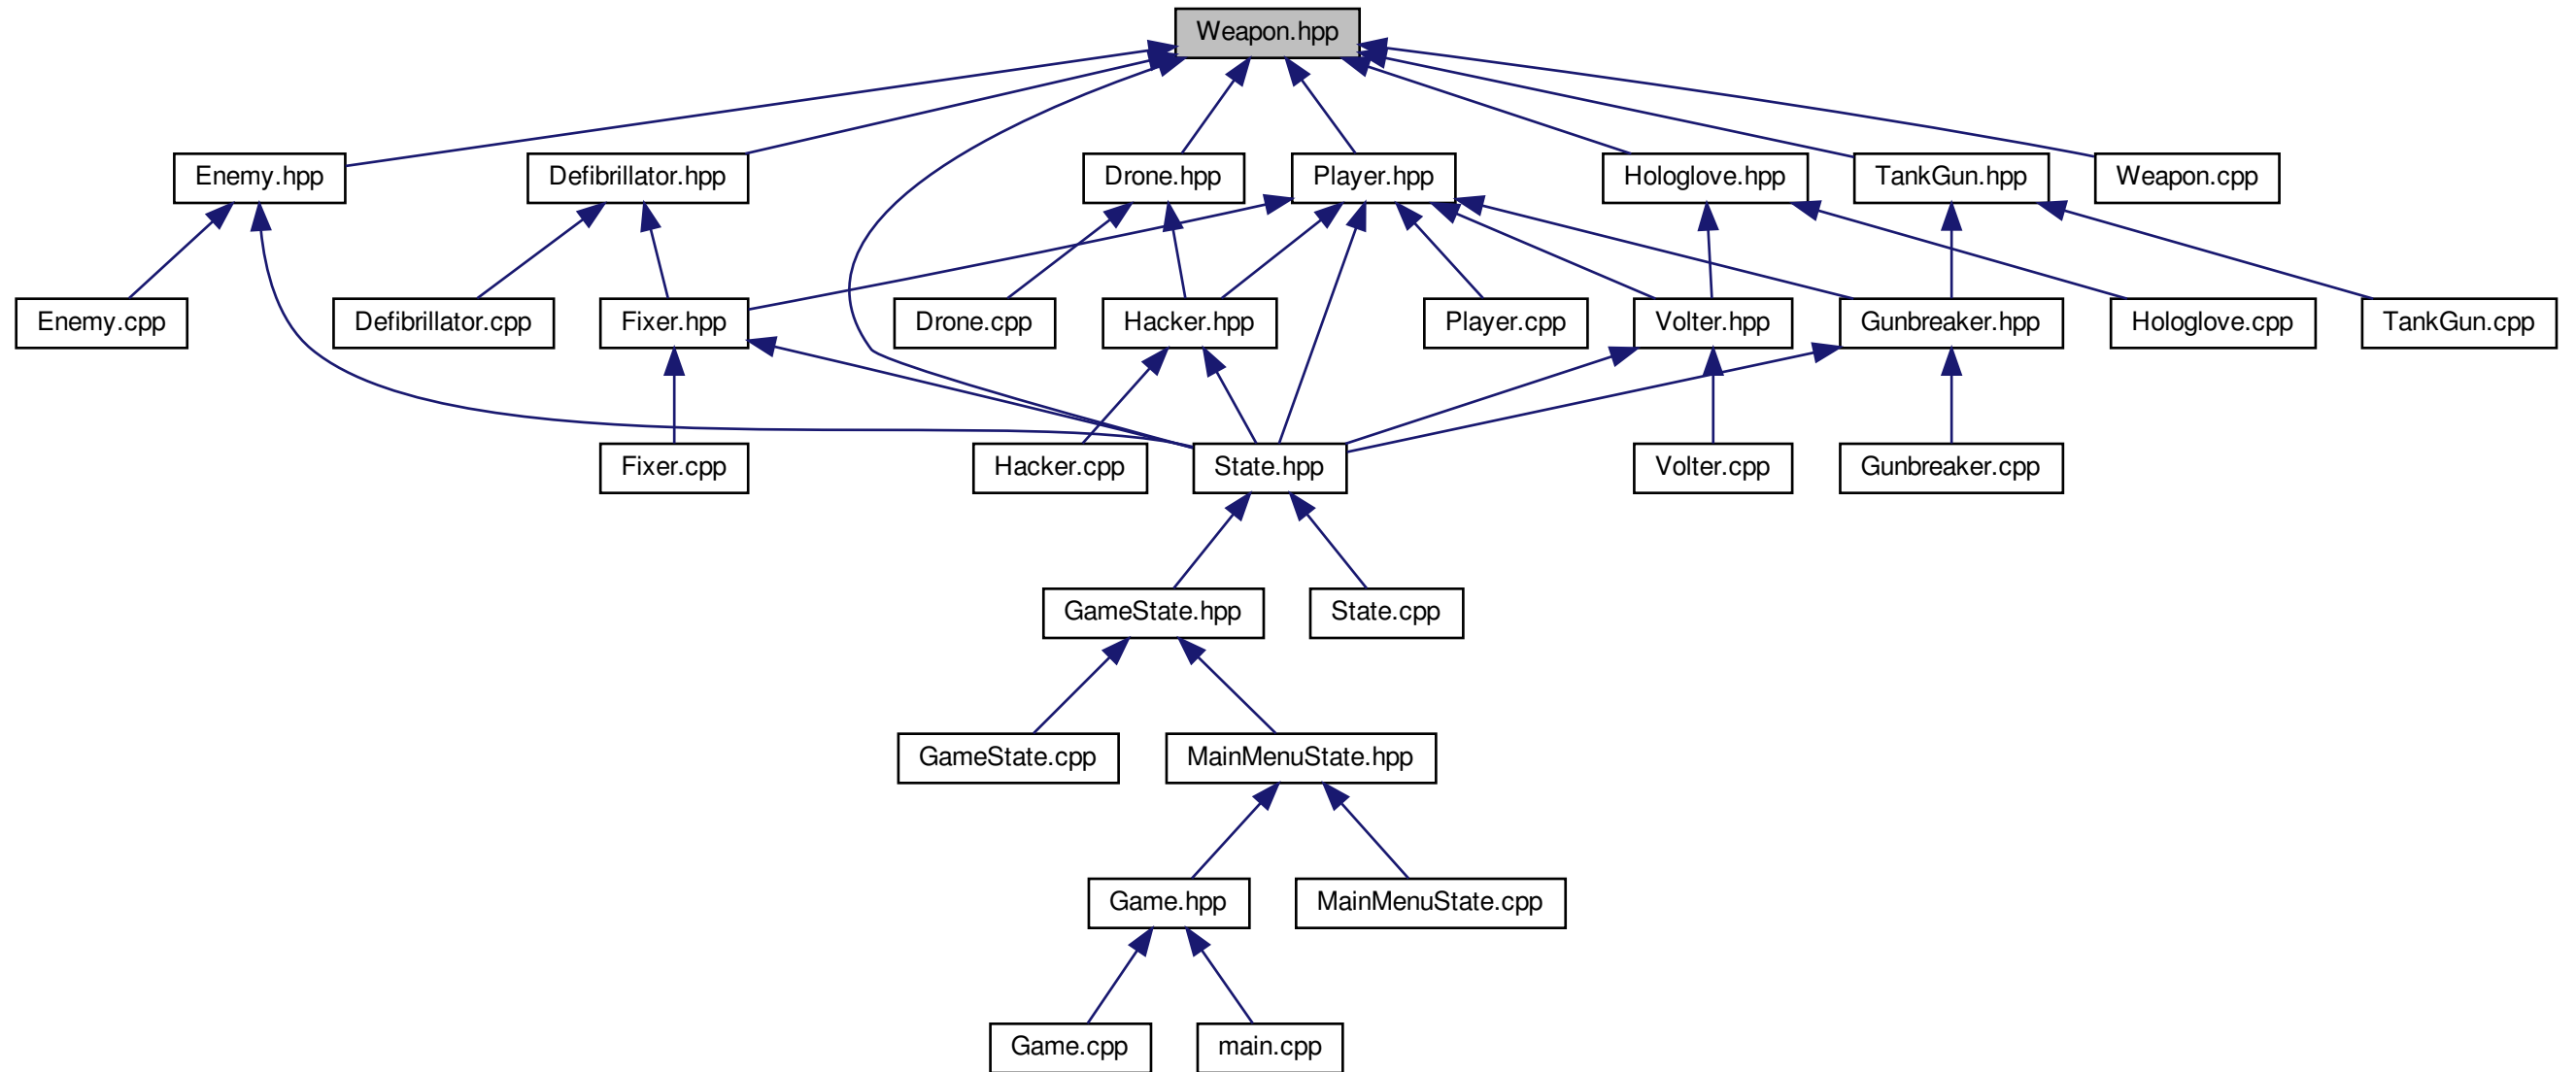 Weapon.hpp
Enemy.hpp
Defibrillator.hpp
Drone.hpp
Player.hpp
Hologlove.hpp
TankGun.hpp
Weapon.cpp
Enemy.cpp
Defibrillator.cpp
Fixer.hpp
Drone.cpp
Hacker.hpp
Player.cpp
Volter.hpp
Gunbreaker.hpp
Hologlove.cpp
TankGun.cpp
Fixer.cpp
Hacker.cpp
State.hpp
Volter.cpp
Gunbreaker.cpp
GameState.hpp
State.cpp
GameState.cpp
MainMenuState.hpp
Game.hpp
MainMenuState.cpp
Game.cpp
main.cpp